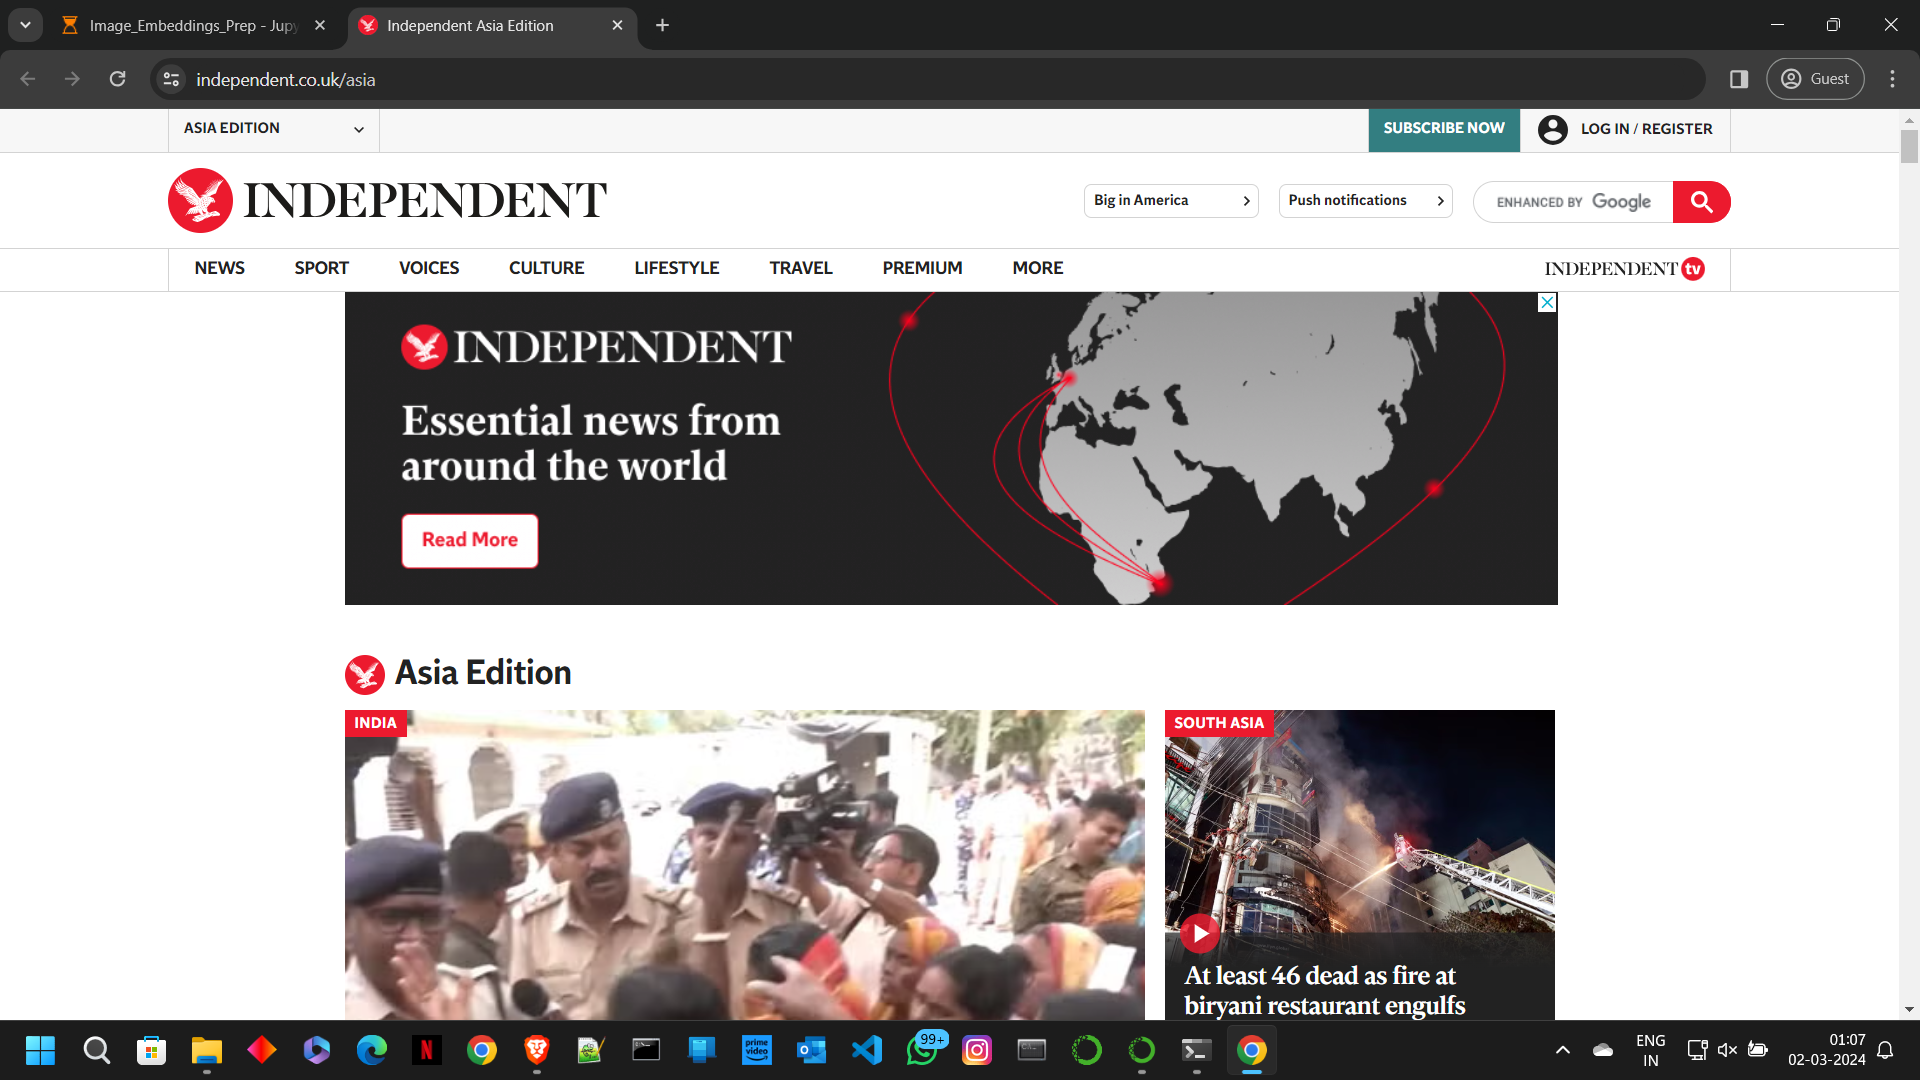 Image_Embeddings_Prep - Jupy
Independent Asia Edition
independent.co.uk/asia
Guest
ASIA EDITION
SUBSCRIBE NOW
LOG IN / REGISTER
INDEPENDENT
Big in America
Push notifications
ENHANCED BY Google
NEWS
SPORT
VOICES
CULTURE
LIFESTYLE
TRAVEL
PREMIUM
MORE
INDEPENDENT tv
INDEPENDENT
Essential news from
around the world
Read More
Asia Edition
INDIA
SOUTH ASIA
At least 46 dead as fire at
biryani restaurant engulfs
prime
video
99+
ENG
IN
01:07
02-03-2024